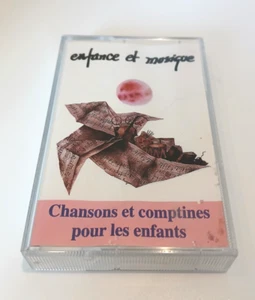 enfance et musique
Chansons et comptines
pour les enfants